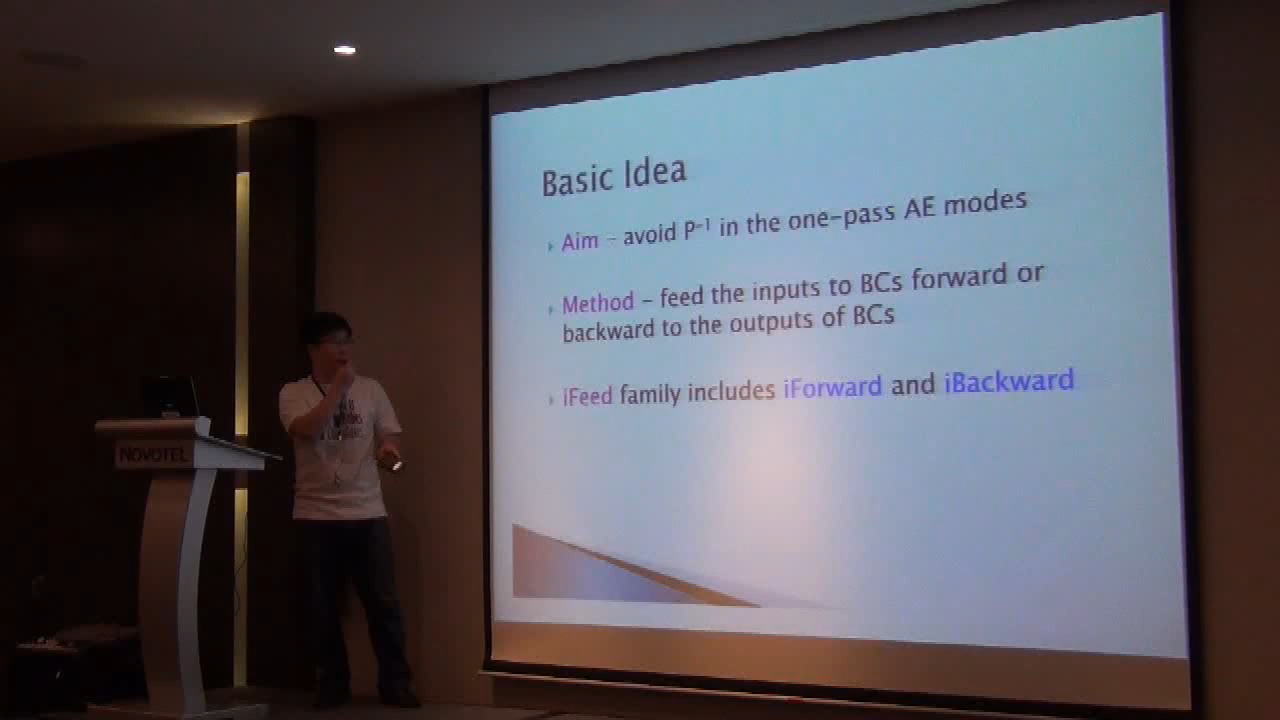 Basic Idea
Aim – avoid P⁻¹ in the one-pass AE modes
Method – feed the inputs to BCs forward or
backward to the outputs of BCs
iFeed family includes iForward and iBackward
NOVOTEL